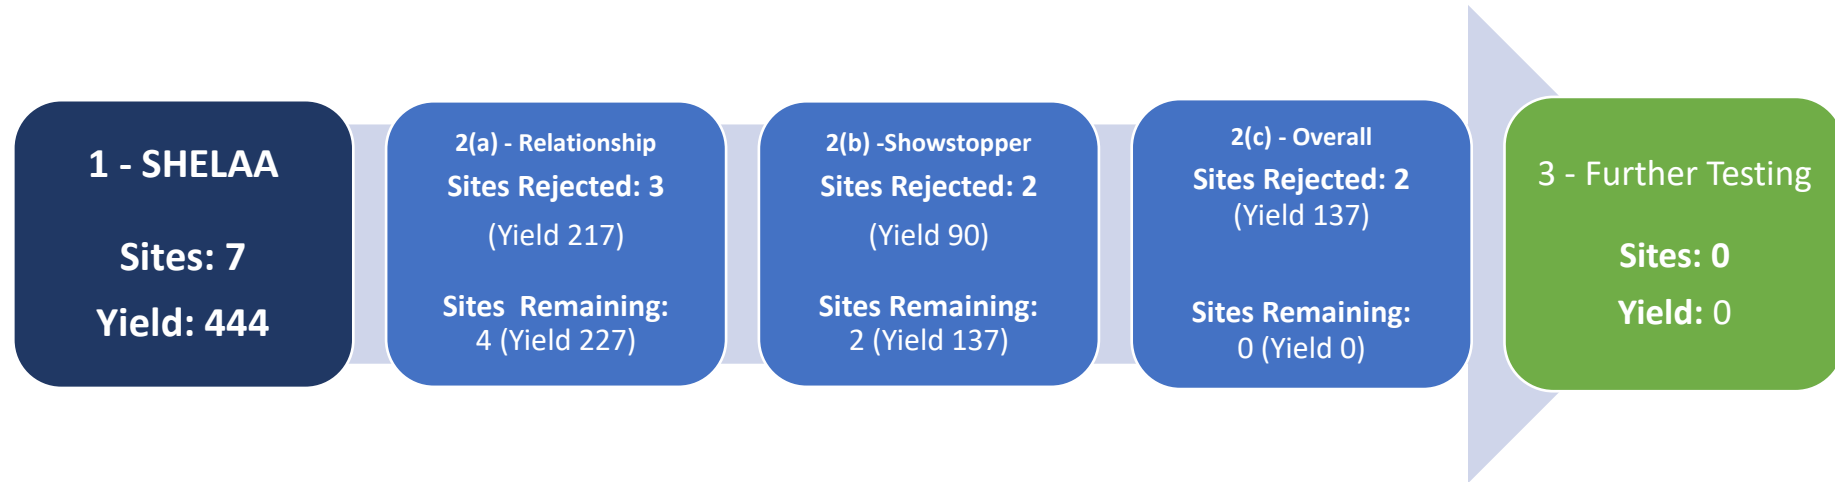 1 - SHELAA
Sites: 7
Yield: 444
2(a) - Relationship
Sites Rejected: 3
(Yield 217)
Sites Remaining:
4 (Yield 227)
2(b) -Showstopper
Sites Rejected: 2
(Yield 90)
Sites Remaining:
2 (Yield 137)
2(c) - Overall
Sites Rejected: 2
(Yield 137)
Sites Remaining:
0 (Yield 0)
3 - Further Testing
Sites: 0
Yield: 0